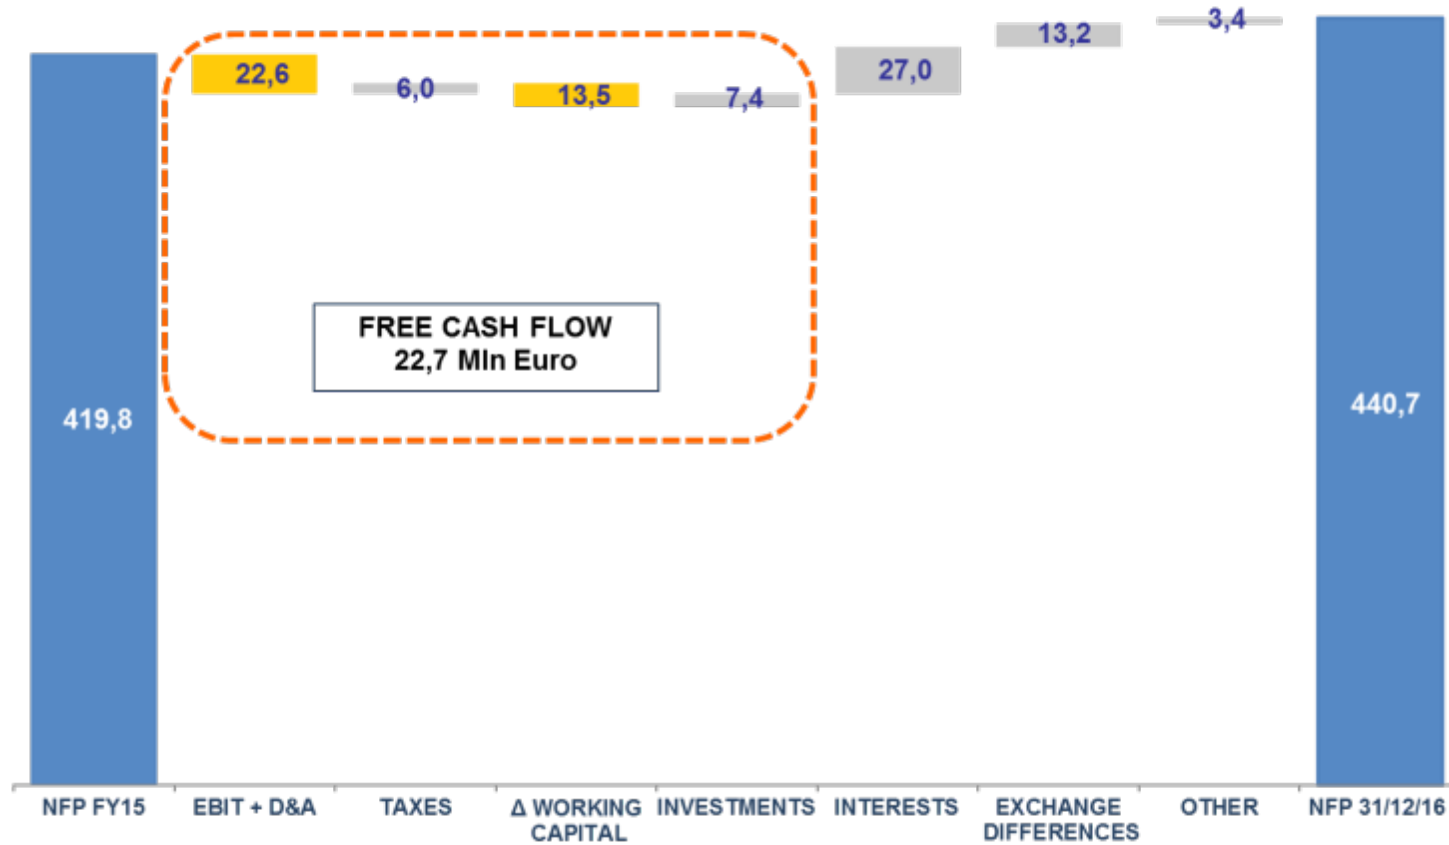 3,4
13,2
22,6
6,0
13,5
7,4
27,0
FREE CASH FLOW
22,7 Mln Euro
419,8
440,7
NFP FY15
EBIT + D&A
TAXES
Δ WORKING
CAPITAL
INVESTMENTS
INTERESTS
EXCHANGE
DIFFERENCES
OTHER
NFP 31/12/16